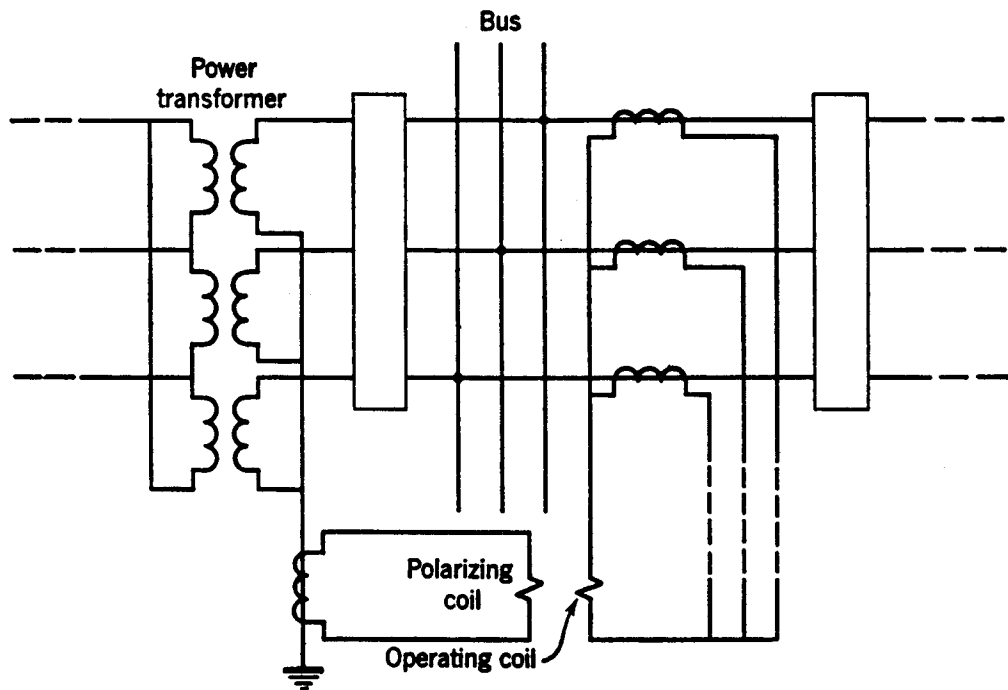 Bus
Power
transformer
Polarizing
coil
Operating coil